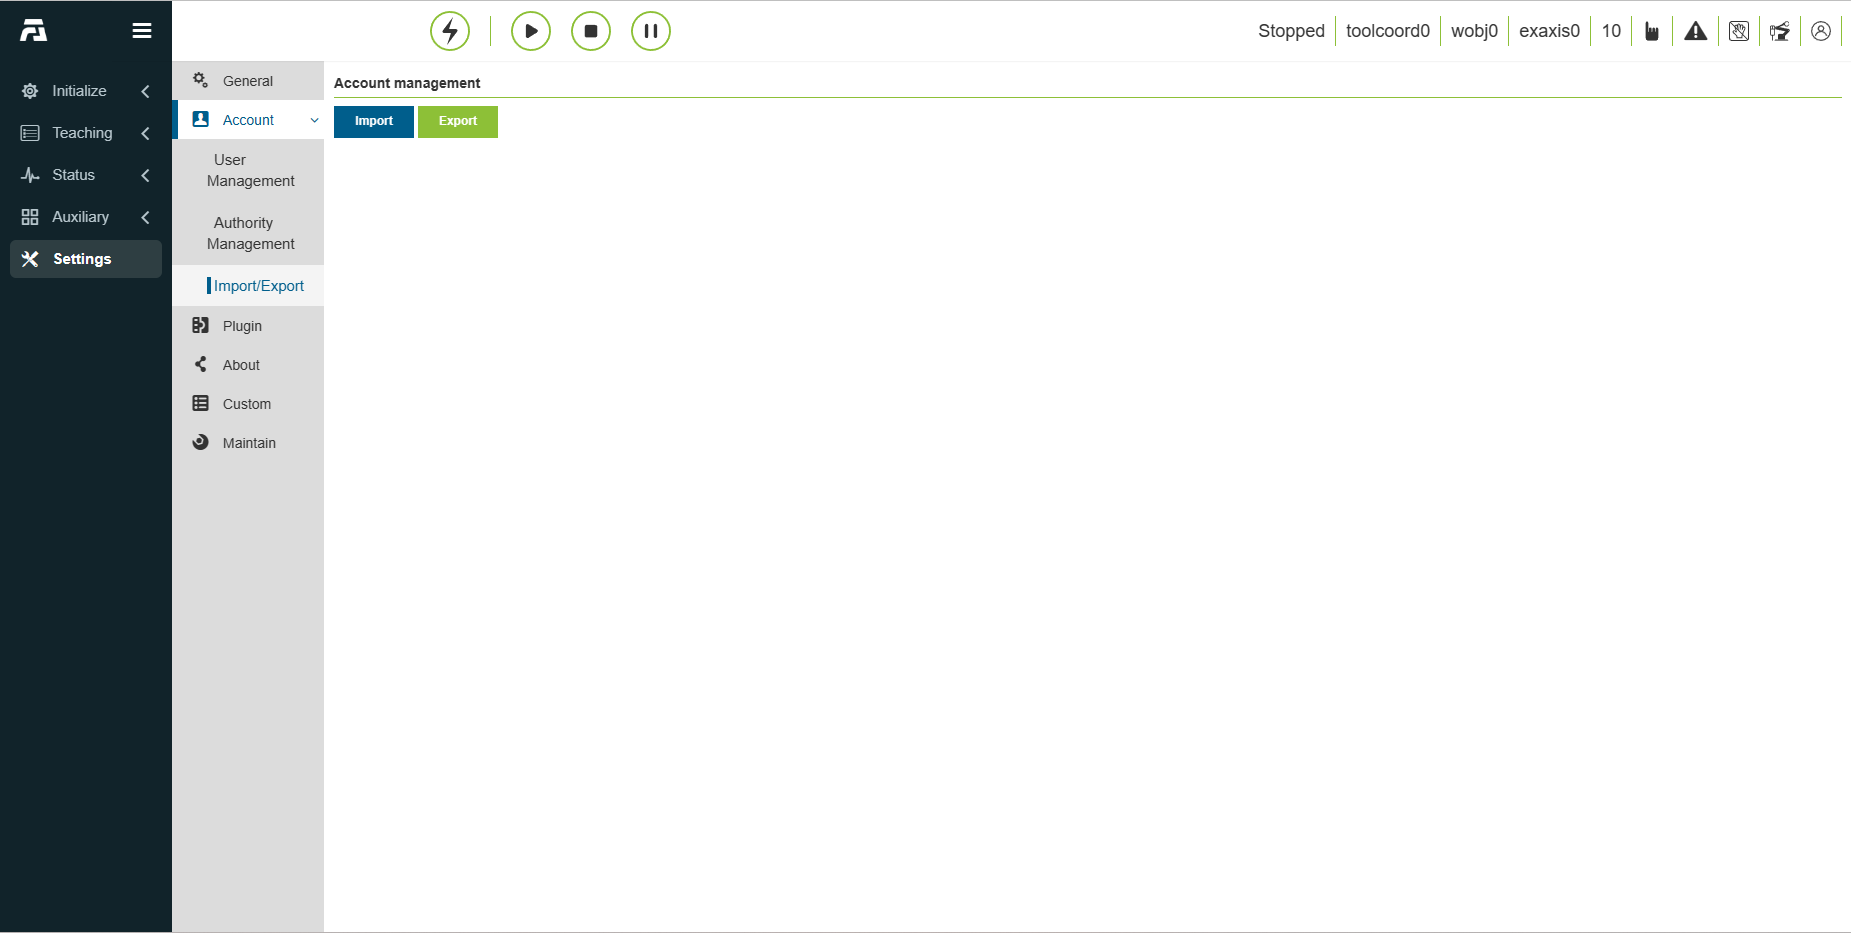 Stopped
toolcoord0
wobj0
exaxis0
10
Initialize
Teaching
Status
Auxiliary
Settings
General
Account
User
Management
Authority
Management
Import/Export
Plugin
About
Custom
Maintain
Account management
Import
Export